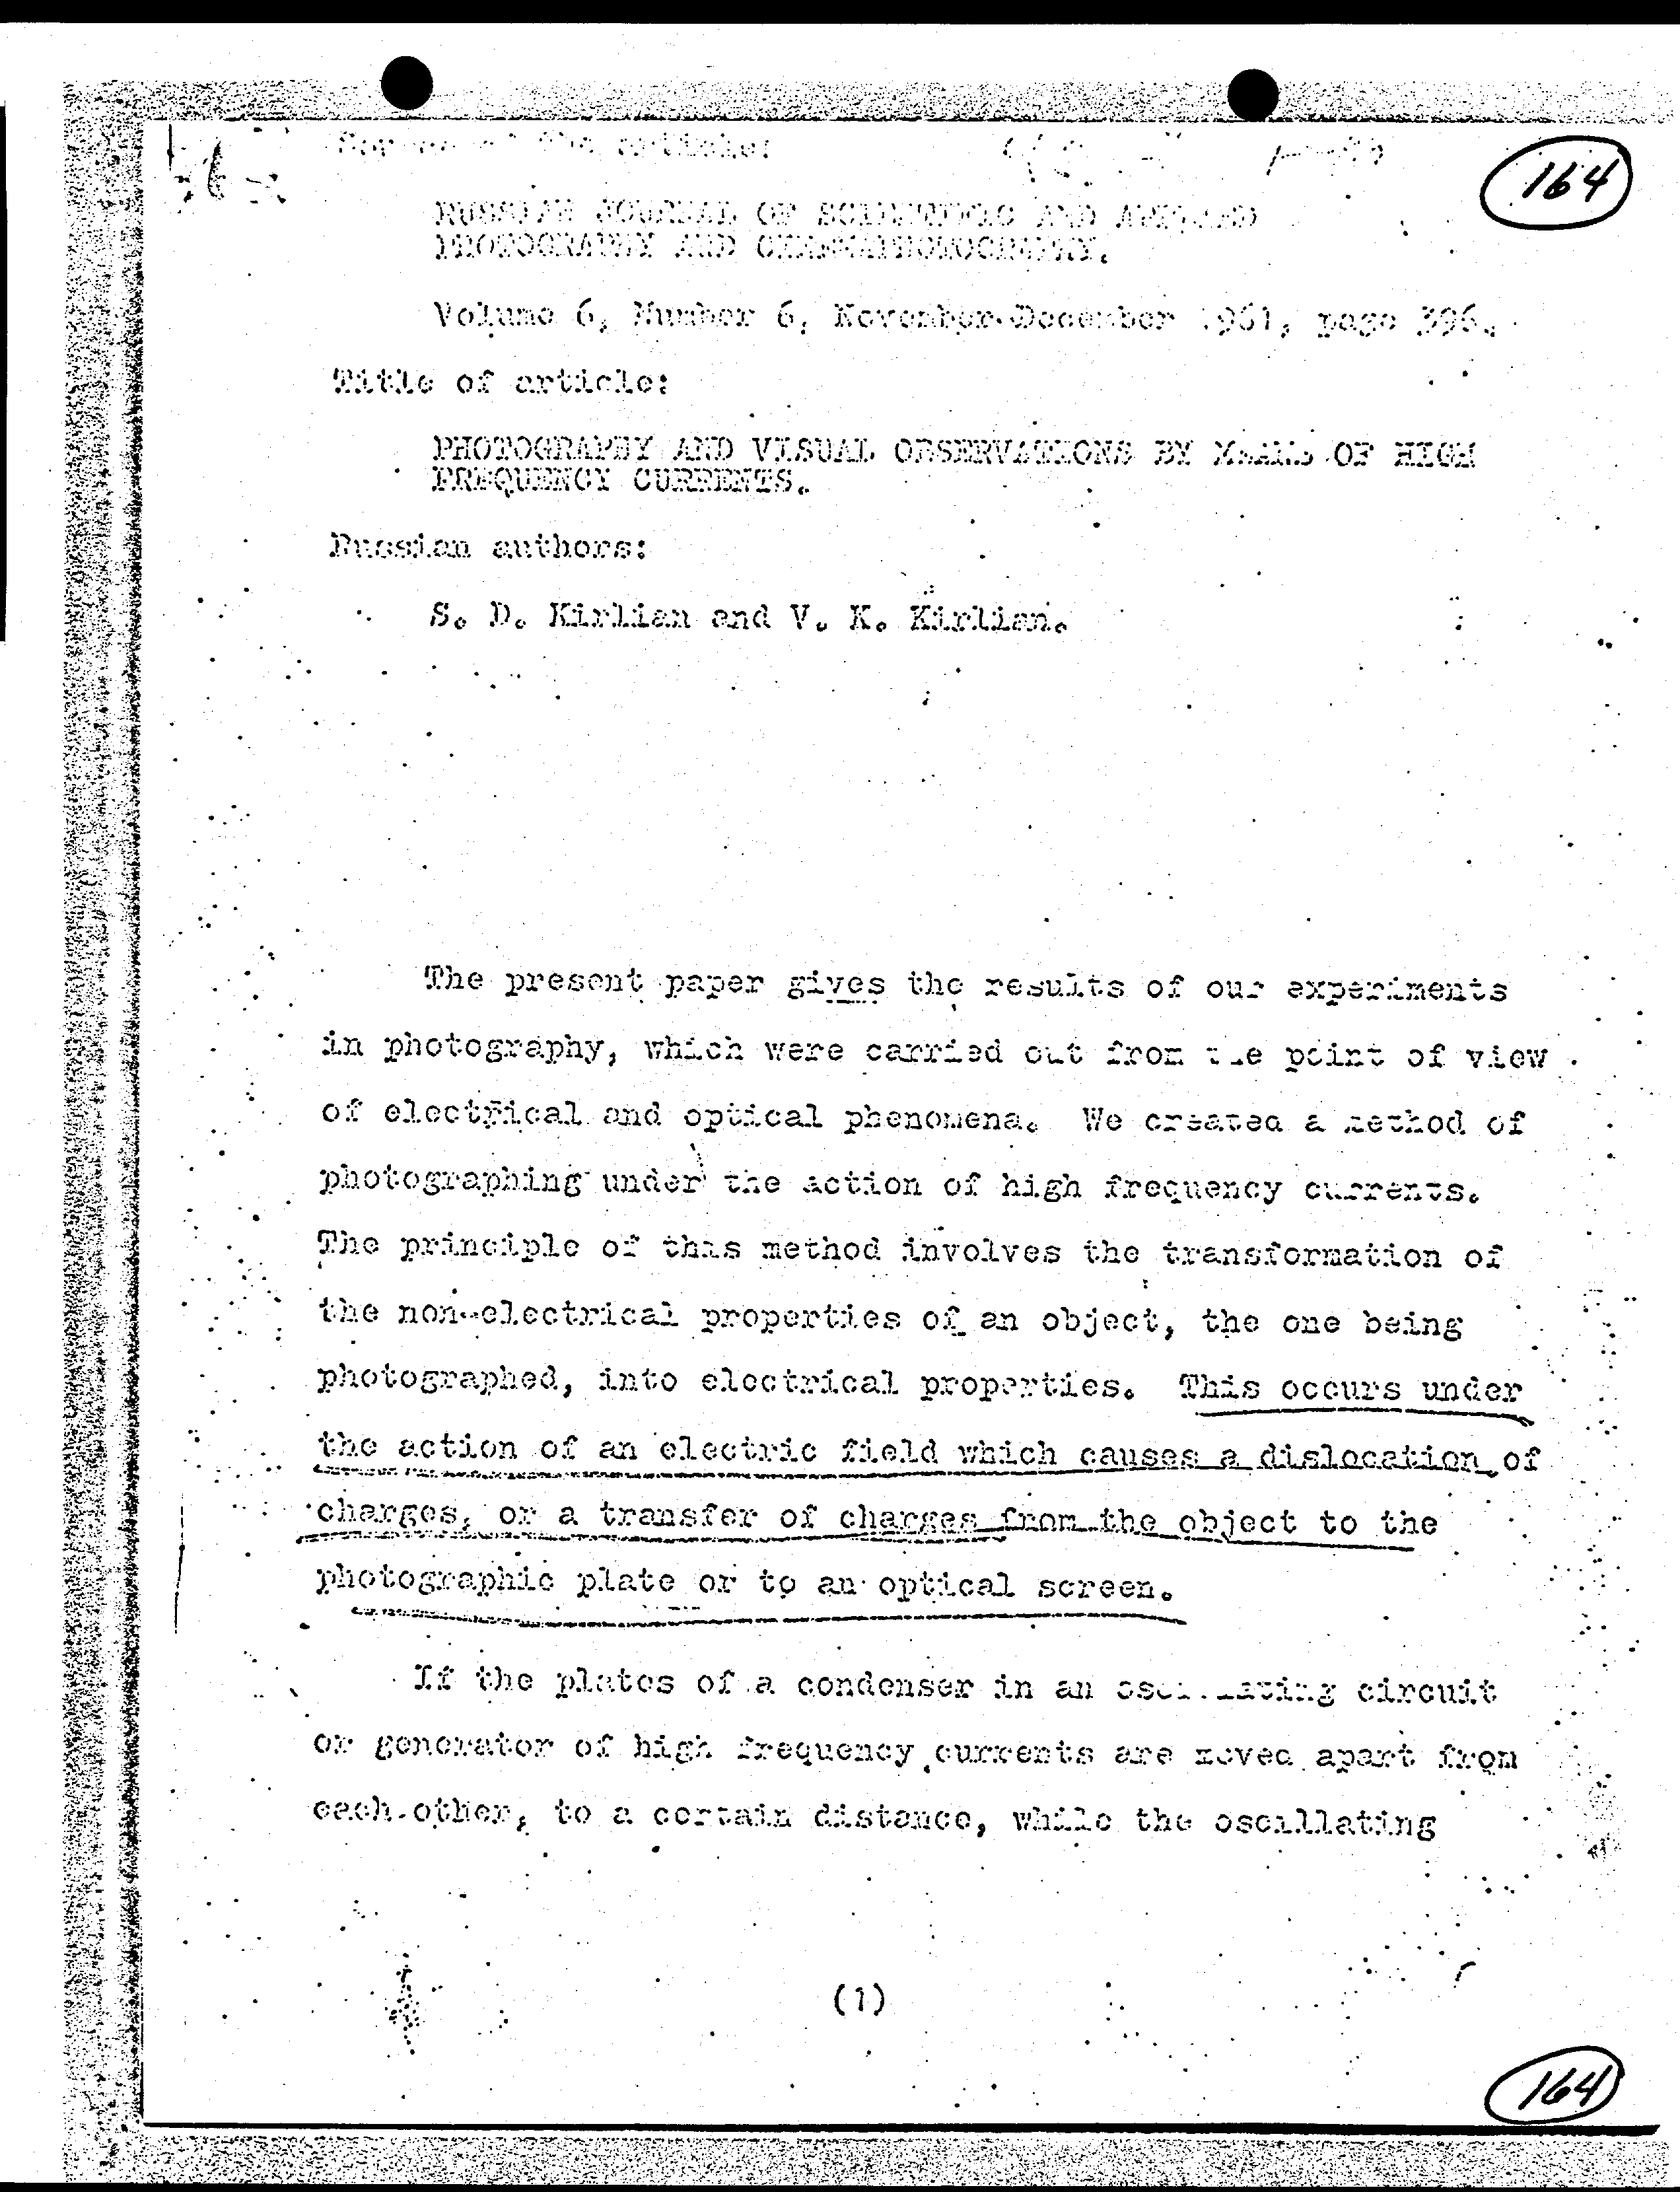 the article:
164
RUSSIAN JOURNAL OF SCIENTIFIC AND APPLIED
PHOTOGRAPHY AND CINEMATOGRAPHY.
Volume 6, Number 6, November-December 1961, page 396.
Title of article:
PHOTOGRAPHY AND VISUAL OBSERVATIONS BY MEANS OF HIGH
FREQUENCY CURRENTS.
Russian authors:
S. D. Kirlian and V. K. Kirlian.
The present paper gives the results of our experiments
in photography, which were carried out from the point of view
of electrical and optical phenomena. We created a method of
photographing under the action of high frequency currents.
The principle of this method involves the transformation of
the non-electrical properties of an object, the one being
photographed, into electrical properties. This occurs under
the action of an electric field which causes a dislocation of
charges, or a transfer of charges from the object to the
photographic plate or to an optical screen.
If the plates of a condenser in an oscillating circuit
or generator of high frequency currents are moved apart from
each other, to a certain distance, while the oscillating
(1)
164